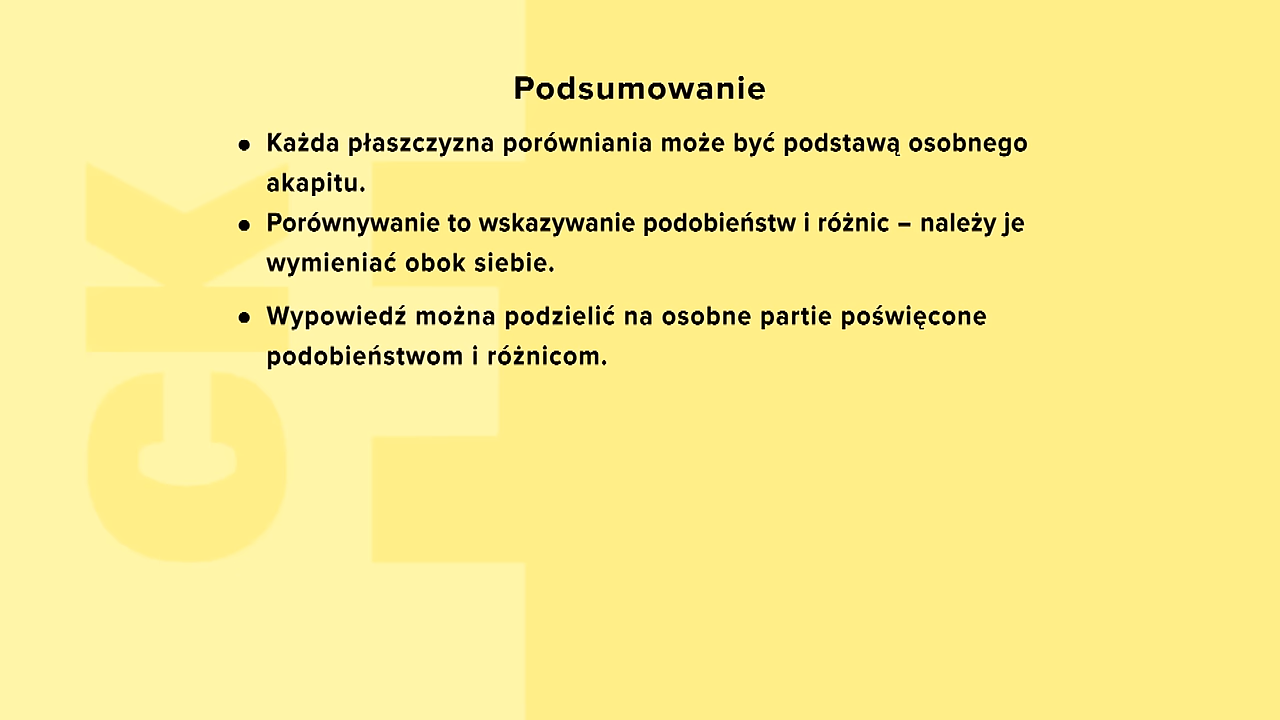 Podsumowanie
● Każda płaszczyzna porówniania może być podstawą osobnego
akapitu.
● Porównywanie to wskazywanie podobieństw i różnic – należy je
wymieniać obok siebie.
● Wypowiedź można podzielić na osobne partie poświęcone
podobieństwom i różnicom.